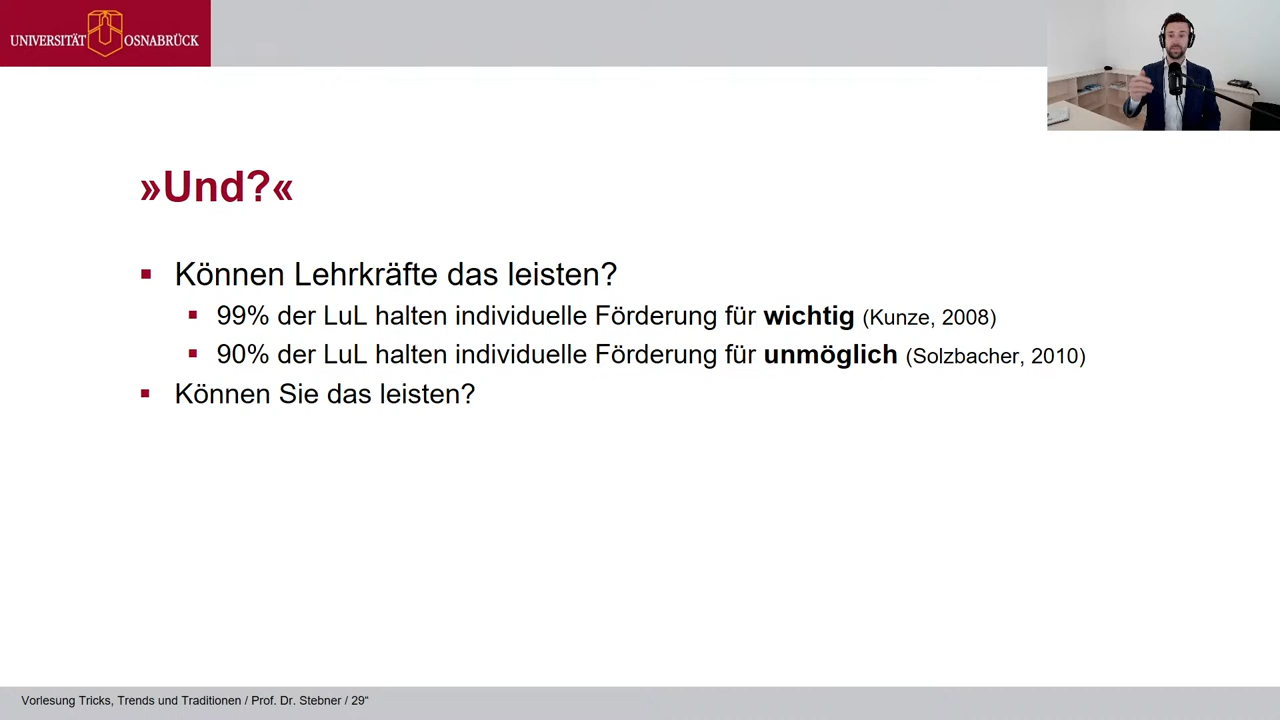 UNIVERSITÄT OSNABRÜCK
»Und?«
Können Lehrkräfte das leisten?
99% der LuL halten individuelle Förderung für wichtig (Kunze, 2008)
90% der LuL halten individuelle Förderung für unmöglich (Solzbacher, 2010)
Können Sie das leisten?
Vorlesung Tricks, Trends und Traditionen / Prof. Dr. Stebner / 29“